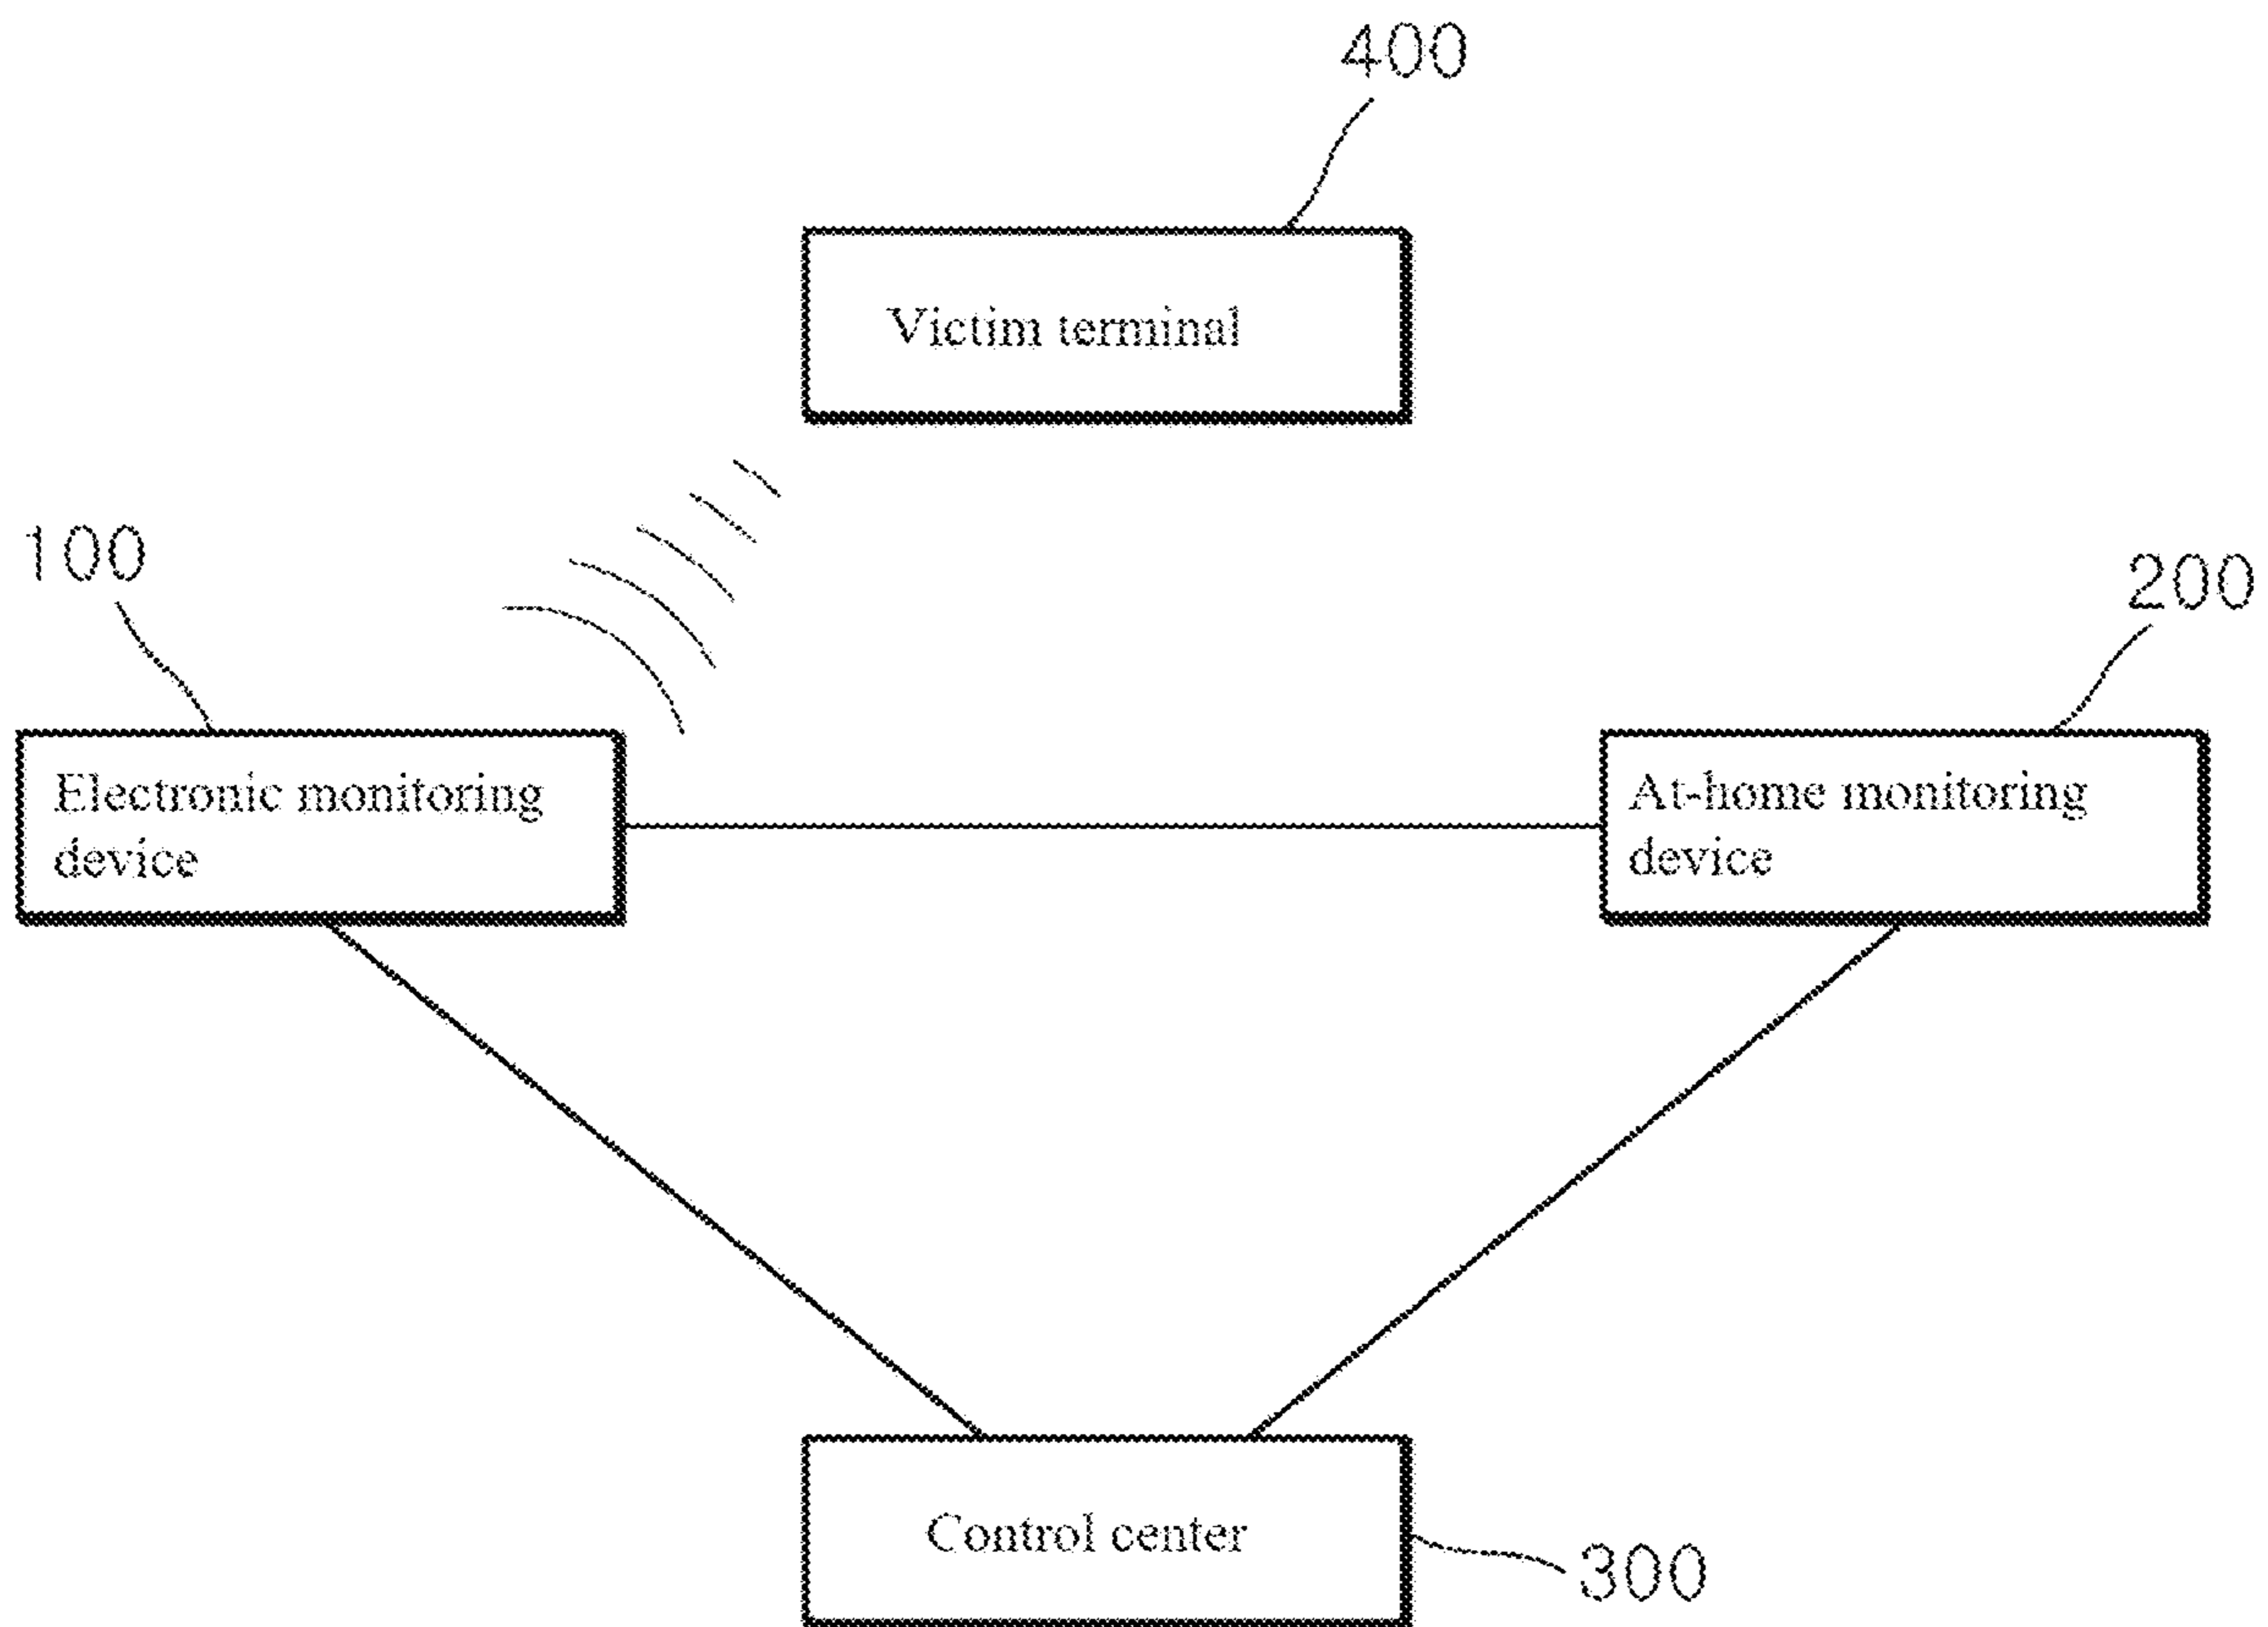 400
Victim terminal
100
200
Electronic monitoring
device
At-home monitoring
device
Control center
300